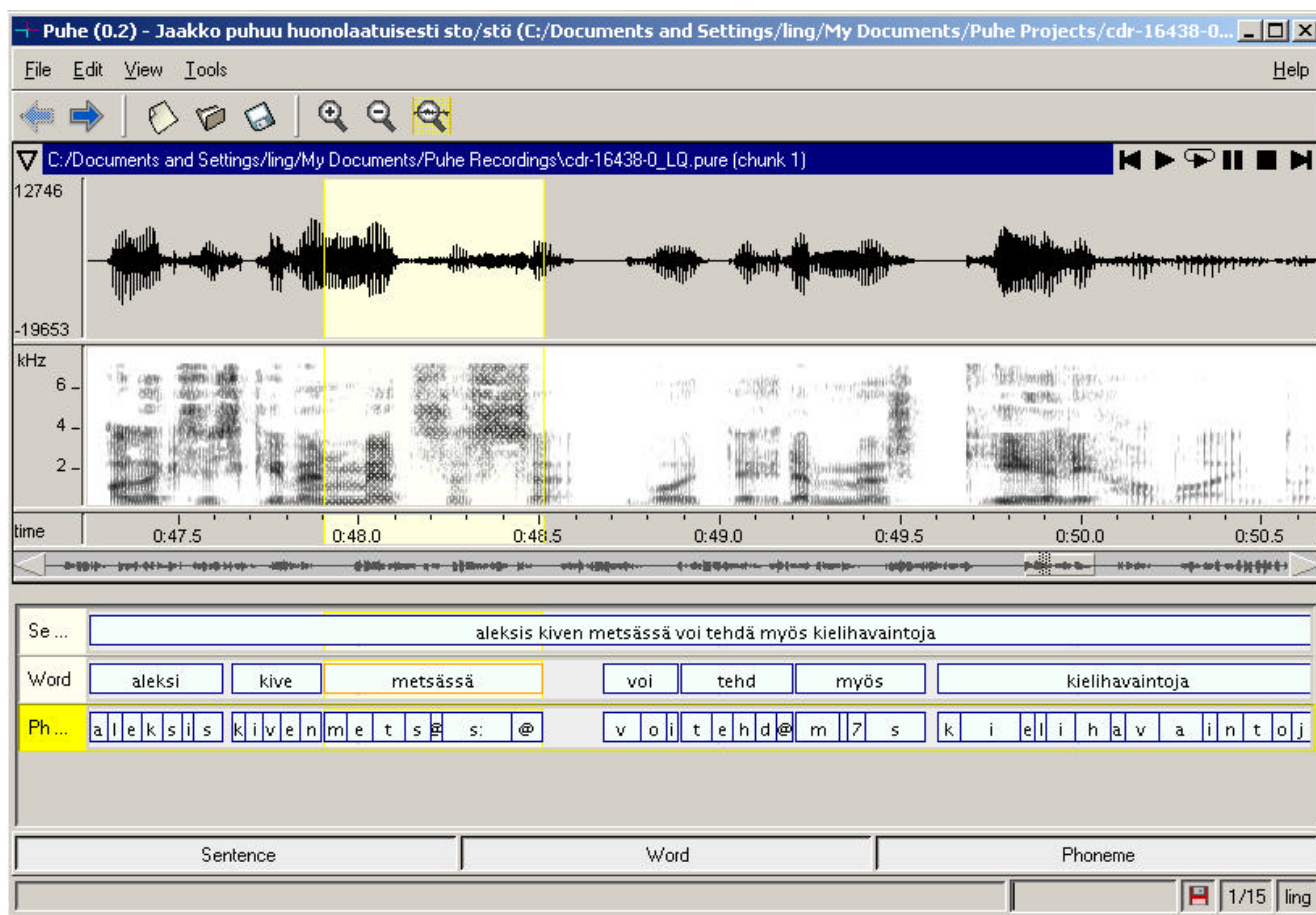 Puhe (0.2) - Jaakko puhuu huonolaatuisesti sto/stö (C:/Documents and Settings/ling/My Documents/Puhe Projects/cdr-16438-0...
File Edit View Tools Help
C:/Documents and Settings/ling/My Documents/Puhe Recordings\cdr-16438-0_LQ.pure (chunk 1)
12746
-19653
kHz
6
4
2
time 0:47.5 0:48.0 0:48.5 0:49.0 0:49.5 0:50.0 0:50.5
Se ... aleksis kiven metsässä voi tehdä myös kielihavaintoja
Word aleksi kive metsässä voi tehd myös kielihavaintoja
Ph ... a l e k s i s k i v e n m e t s @ s: @ v o i t e h d @ m 7 s k i e l i h a v a i n t o j
Sentence Word Phoneme
1/15 ling